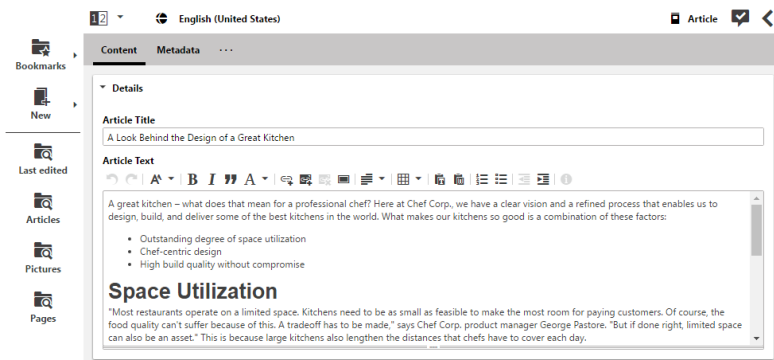 12
English (United States)
Article
Content Metadata ...
Bookmarks
New
Last edited
Articles
Pictures
Pages
Details
Article Title
A Look Behind the Design of a Great Kitchen
Article Text
A great kitchen – what does that mean for a professional chef? Here at Chef Corp., we have a clear vision and a refined process that enables us to
design, build, and deliver some of the best kitchens in the world. What makes our kitchens so good is a combination of these factors:
• Outstanding degree of space utilization
• Chef-centric design
• High build quality without compromise
Space Utilization
"Most restaurants operate on a limited space. Kitchens need to be as small as feasible to make the most room for paying customers. Of course, the
food quality can't suffer because of this. A tradeoff has to be made," says Chef Corp. product manager George Pastore. "But if done right, limited space
can also be an asset." This is because large kitchens also lengthen the distances that chefs have to cover each day.